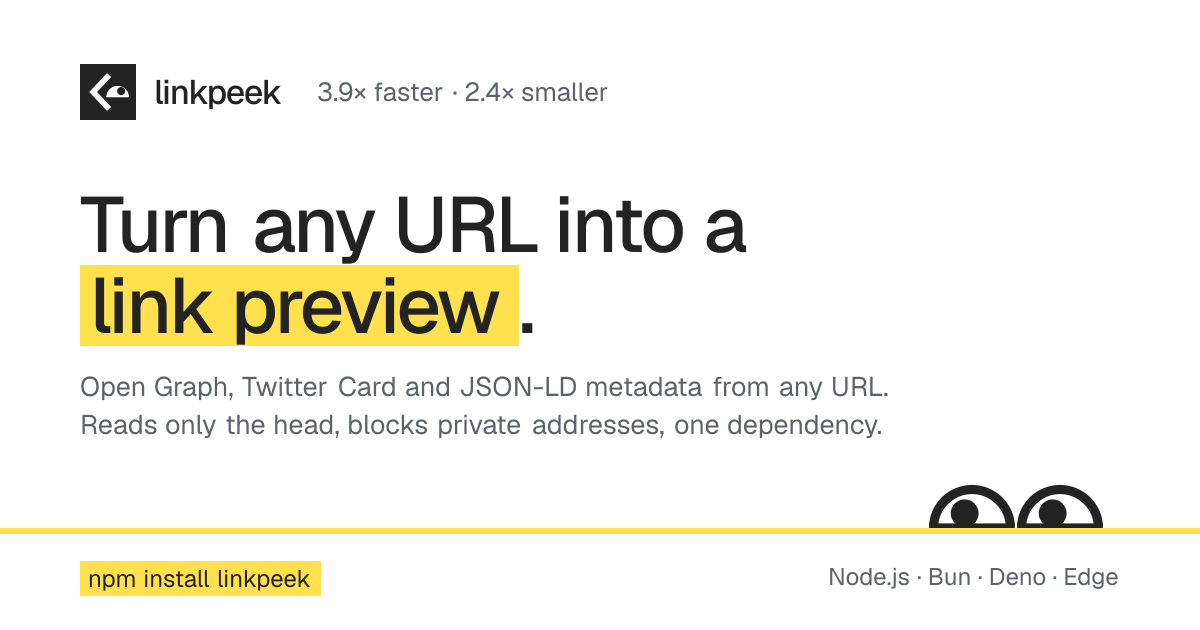 linkpeek
3.9× faster · 2.4× smaller
Turn any URL into a
link preview.
Open Graph, Twitter Card and JSON-LD metadata from any URL.
Reads only the head, blocks private addresses, one dependency.
npm install linkpeek
Node.js · Bun · Deno · Edge